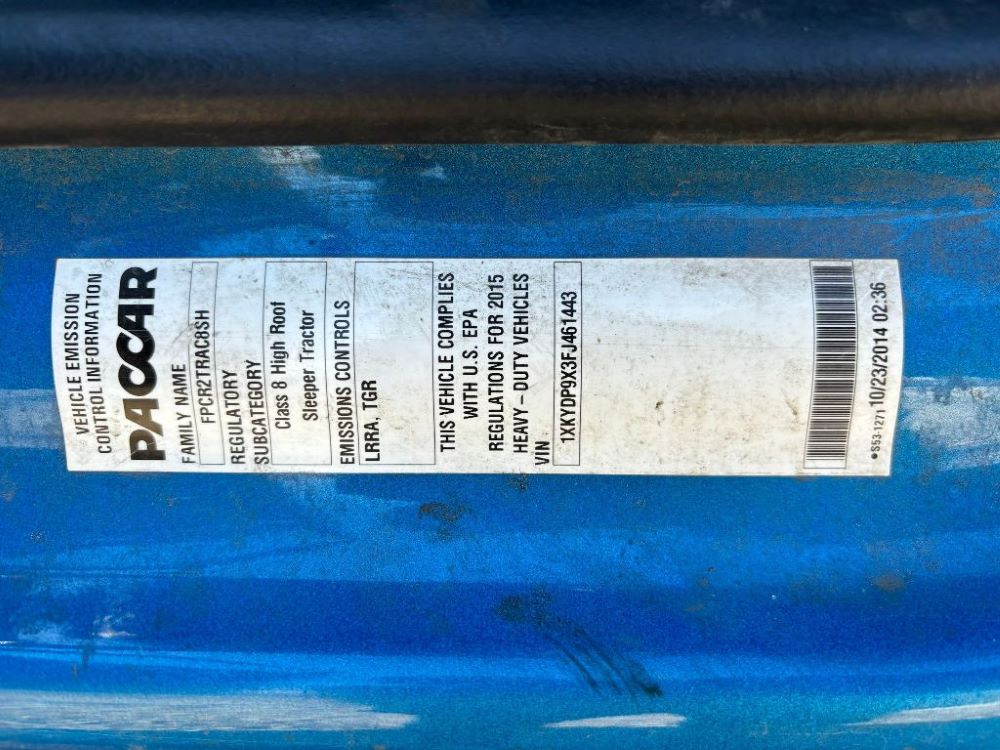 VEHICLE EMISSION
CONTROL INFORMATION
PACCAR
FAMILY NAME
FPCR2TRAC8SH
REGULATORY
SUBCATEGORY
Class 8 High Roof
Sleeper Tractor
EMISSIONS CONTROLS
LRRA, TGR
THIS VEHICLE COMPLIES
WITH U.S. EPA
REGULATIONS FOR 2015
HEAVY-DUTY VEHICLES
VIN
1XKYDP9X3FJ461443
●S53-1271 10/23/2014 02:36